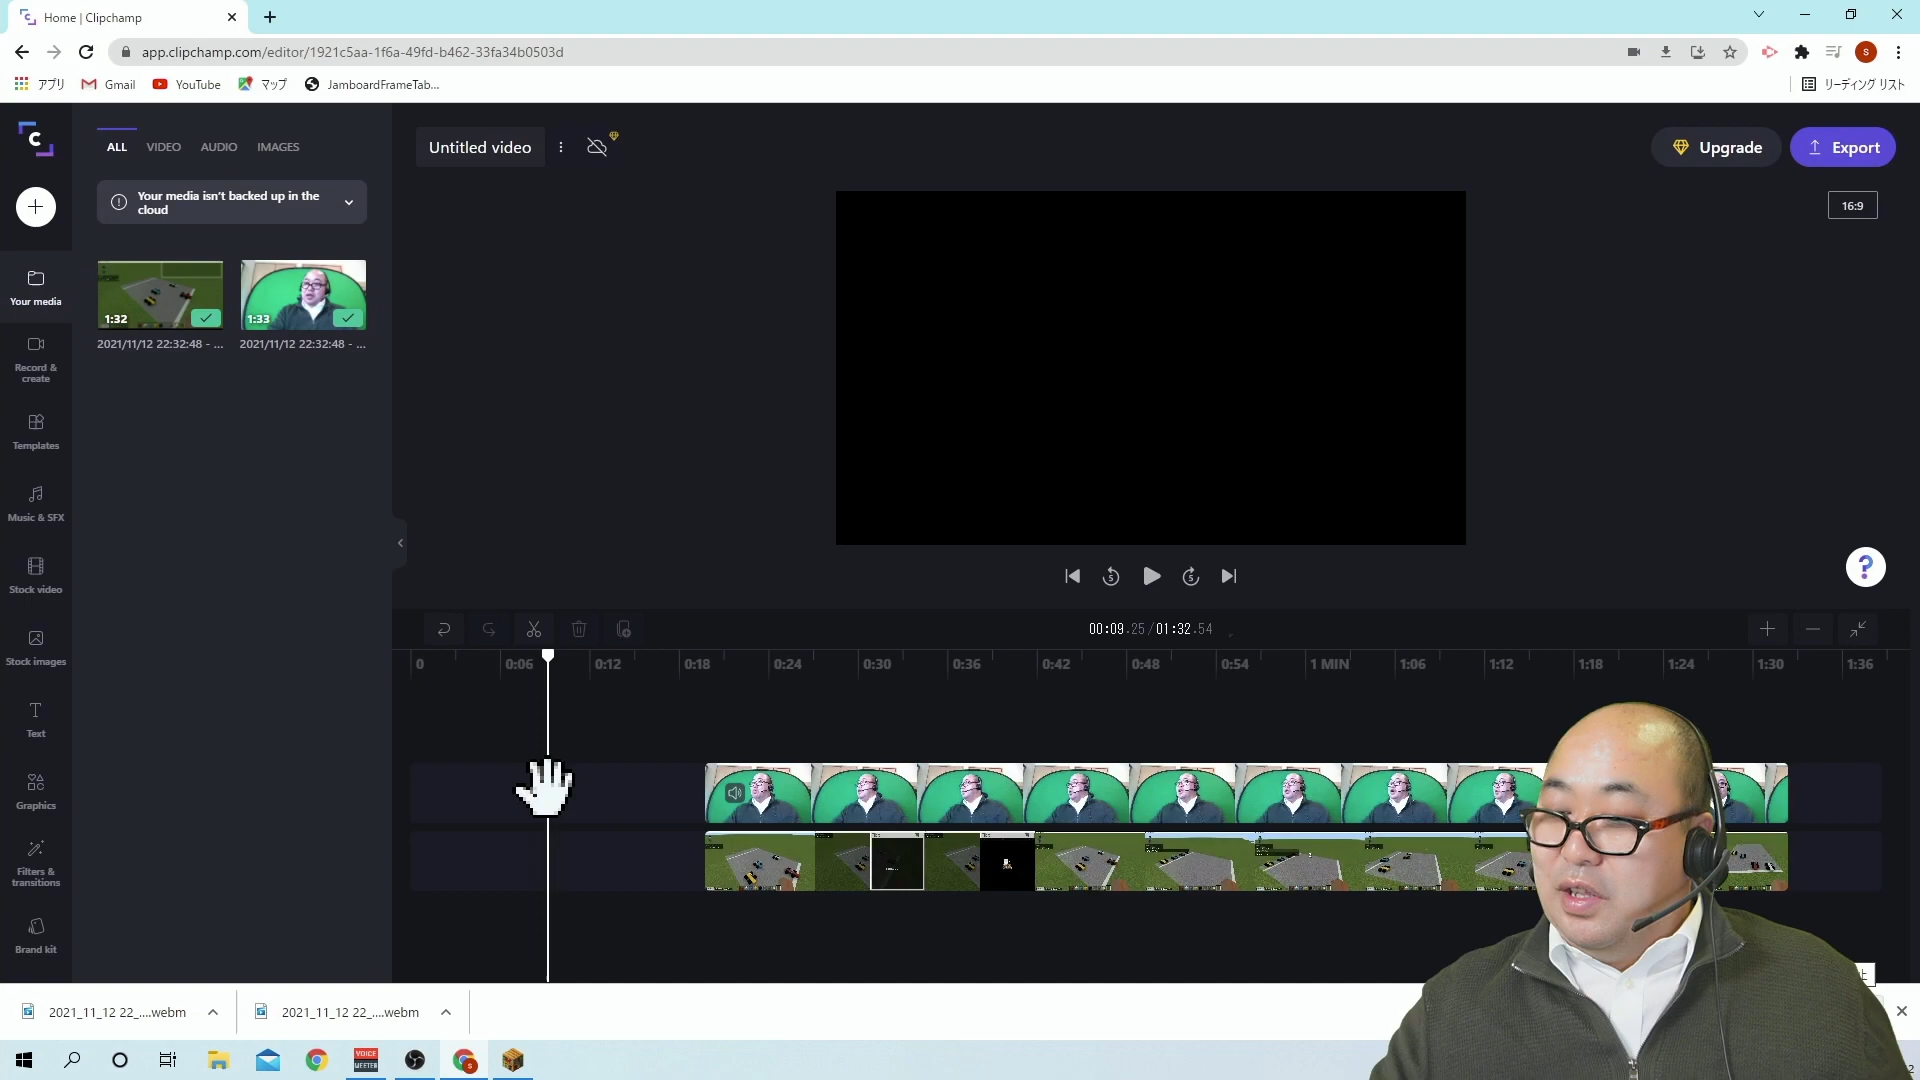 Home | Clipchamp
app.clipchamp.com/editor/1921c5aa-1f6a-49fd-b462-33fa34b0503d
S
アプリ
Gmail
YouTube
マップ
JamboardFrameTab...
リーディング リスト
ALL
VIDEO
AUDIO
IMAGES
Untitled video
Upgrade
Export
Your media isn't backed up in the
cloud
16:9
Your media
1:32
1:33
2021/11/12 22:32:48 - ...
2021/11/12 22:32:48 - ...
Record &
create
Templates
Music & SFX
Stock video
Stock images
Text
Graphics
Filters &
transitions
Brand kit
5
5
?
00:09.25/01:32.54
0
0:06
0:12
0:18
0:24
0:30
0:36
0:42
0:48
0:54
1 MIN
1:06
1:12
1:18
1:24
1:30
1:36
2021_11_12 22_....webm
2021_11_12 22_....webm
VOICE
MEETER
S